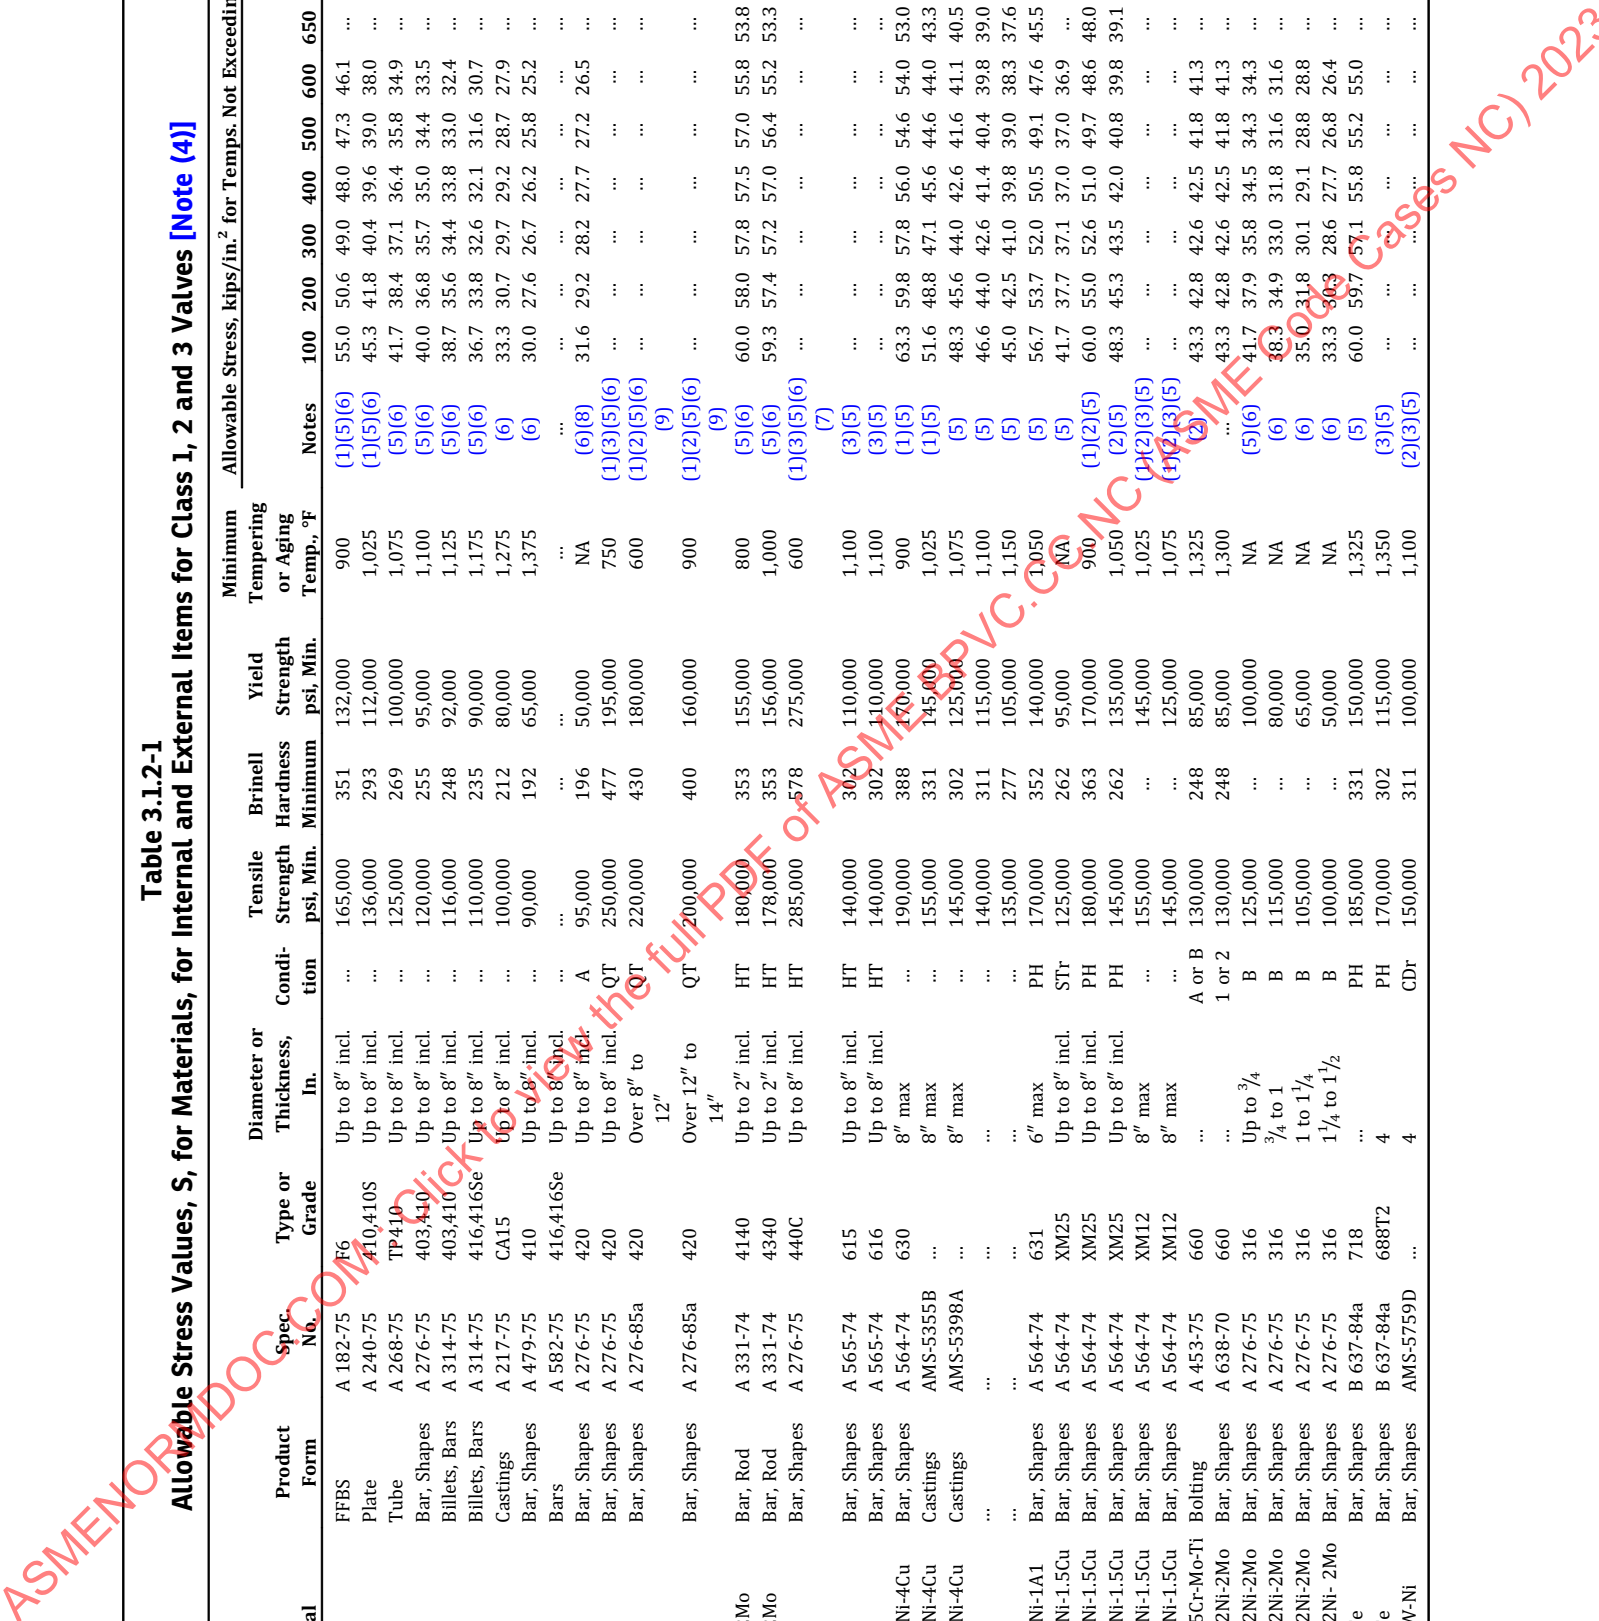 Table 3.1.2-1
Allowable Stress Values, S, for Materials, for Internal and External Items for Class 1, 2 and 3 Valves [Note (4)]
al Product Form Spec. No. Type or Grade Diameter or Thickness, In. Condi-tion Tensile Strength psi, Min. Brinell Hardness Minimum Yield Strength psi, Min. Minimum Tempering or Aging Temp., °F Notes Allowable Stress, kips/in.² for Temps. Not Exceedin 100 200 300 400 500 600 650
FFBS A 182-75 F6 Up to 8″ incl. ... 165,000 351 132,000 900 (1)(5)(6) 55.0 50.6 49.0 48.0 47.3 46.1 ...
Plate A 240-75 410,410S Up to 8″ incl. ... 136,000 293 112,000 1,025 (1)(5)(6) 45.3 41.8 40.4 39.6 39.0 38.0 ...
Tube A 268-75 TP410 Up to 8″ incl. ... 125,000 269 100,000 1,075 (5)(6) 41.7 38.4 37.1 36.4 35.8 34.9 ...
Bar, Shapes A 276-75 403,410 Up to 8″ incl. ... 120,000 255 95,000 1,100 (5)(6) 40.0 36.8 35.7 35.0 34.4 33.5 ...
Billets, Bars A 314-75 403,410 Up to 8″ incl. ... 116,000 248 92,000 1,125 (5)(6) 38.7 35.6 34.4 33.8 33.0 32.4 ...
Billets, Bars A 314-75 416,416Se Up to 8″ incl. ... 110,000 235 90,000 1,175 (5)(6) 36.7 33.8 32.6 32.1 31.6 30.7 ...
Castings A 217-75 CA15 Up to 8″ incl. ... 100,000 212 80,000 1,275 (6) 33.3 30.7 29.7 29.2 28.7 27.9 ...
Bar, Shapes A 479-75 410 Up to 8″ incl. ... 90,000 192 65,000 1,375 (6) 30.0 27.6 26.7 26.2 25.8 25.2 ...
Bars A 582-75 416,416Se Up to 8″ incl. ... ... ... ... ... ... ... ... ... ... ... ... ...
Bar, Shapes A 276-75 420 Up to 8″ incl. A 95,000 196 50,000 NA (6)(8) 31.6 29.2 28.2 27.7 27.2 26.5 ...
Bar, Shapes A 276-75 420 Up to 8″ incl. QT 250,000 477 195,000 750 (1)(3)(5)(6) ... ... ... ... ... ... ...
Bar, Shapes A 276-85a 420 Over 8″ to 12″ QT 220,000 430 180,000 600 (1)(2)(5)(6)(9) ... ... ... ... ... ... ...
Bar, Shapes A 276-85a 420 Over 12″ to 14″ QT 200,000 400 160,000 900 (1)(2)(5)(6)(9) ... ... ... ... ... ... ...
Mo Bar, Rod A 331-74 4140 Up to 2″ incl. HT 180,000 353 155,000 800 (5)(6) 60.0 58.0 57.8 57.5 57.0 55.8 53.8
Mo Bar, Rod A 331-74 4340 Up to 2″ incl. HT 178,000 353 156,000 1,000 (5)(6) 59.3 57.4 57.2 57.0 56.4 55.2 53.3
Bar, Shapes A 276-75 440C Up to 8″ incl. HT 285,000 578 275,000 600 (1)(3)(5)(6)(7) ... ... ... ... ... ... ...
Bar, Shapes A 565-74 615 Up to 8″ incl. HT 140,000 302 110,000 1,100 (3)(5) ... ... ... ... ... ... ...
Bar, Shapes A 565-74 616 Up to 8″ incl. HT 140,000 302 110,000 1,100 (3)(5) ... ... ... ... ... ... ...
Ni-4Cu Bar, Shapes A 564-74 630 8″ max ... 190,000 388 170,000 900 (1)(5) 63.3 59.8 57.8 56.0 54.6 54.0 53.0
Ni-4Cu Castings AMS-5355B ... 8″ max ... 155,000 331 145,000 1,025 (1)(5) 51.6 48.8 47.1 45.6 44.6 44.0 43.3
Ni-4Cu Castings AMS-5398A ... 8″ max ... 145,000 302 125,000 1,075 (5) 48.3 45.6 44.0 42.6 41.6 41.1 40.5
... ... ... ... ... 140,000 311 115,000 1,100 (5) 46.6 44.0 42.6 41.4 40.4 39.8 39.0
... ... ... ... ... 135,000 277 105,000 1,150 (5) 45.0 42.5 41.0 39.8 39.0 38.3 37.6
Ni-1A1 Bar, Shapes A 564-74 631 6″ max PH 170,000 352 140,000 1,050 (5) 56.7 53.7 52.0 50.5 49.1 47.6 45.5
Ni-1.5Cu Bar, Shapes A 564-74 XM25 Up to 8″ incl. STr 125,000 262 95,000 NA (5) 41.7 37.7 37.1 37.0 37.0 36.9 ...
Ni-1.5Cu Bar, Shapes A 564-74 XM25 Up to 8″ incl. PH 180,000 363 170,000 900 (1)(2)(5) 60.0 55.0 52.6 51.0 49.7 48.6 48.0
Ni-1.5Cu Bar, Shapes A 564-74 XM25 Up to 8″ incl. PH 145,000 262 135,000 1,050 (2)(5) 48.3 45.3 43.5 42.0 40.8 39.8 39.1
Ni-1.5Cu Bar, Shapes A 564-74 XM12 8″ max ... 155,000 ... 145,000 1,025 (1)(2)(3)(5) ... ... ... ... ... ... ...
Ni-1.5Cu Bar, Shapes A 564-74 XM12 8″ max ... 145,000 ... 125,000 1,075 (1)(2)(3)(5) ... ... ... ... ... ... ...
5Cr-Mo-Ti Bolting A 453-75 660 ... A or B 130,000 248 85,000 1,325 (2) 43.3 42.8 42.6 42.5 41.8 41.3 ...
2Ni-2Mo Bar, Shapes A 638-70 660 ... 1 or 2 130,000 248 85,000 1,300 ... 43.3 42.8 42.6 42.5 41.8 41.3 ...
2Ni-2Mo Bar, Shapes A 276-75 316 Up to 3/4 B 125,000 ... 100,000 NA (5)(6) 41.7 37.9 35.8 34.5 34.3 34.3 ...
2Ni-2Mo Bar, Shapes A 276-75 316 3/4 to 1 B 115,000 ... 80,000 NA (6) 38.3 34.9 33.0 31.8 31.6 31.6 ...
2Ni-2Mo Bar, Shapes A 276-75 316 1 to 1 1/4 B 105,000 ... 65,000 NA (6) 35.0 31.8 30.1 29.1 28.8 28.8 ...
2Ni- 2Mo Bar, Shapes A 276-75 316 1 1/4 to 1 1/2 B 100,000 ... 50,000 NA (6) 33.3 30.3 28.6 27.7 26.8 26.4 ...
e Bar, Shapes B 637-84a 718 ... PH 185,000 331 150,000 1,325 (5) 60.0 59.7 57.1 55.8 55.2 55.0 ...
e Bar, Shapes B 637-84a 688T2 4 PH 170,000 302 115,000 1,350 (3)(5) ... ... ... ... ... ... ...
W-Ni Bar, Shapes AMS-5759D ... 4 CDr 150,000 311 100,000 1,100 (2)(3)(5) ... ... ... ... ... ... ...
ASMENORMDOC.COM : Click to view the full PDF of ASME BPVC.CC.NC (ASME Code Cases NC) 2023